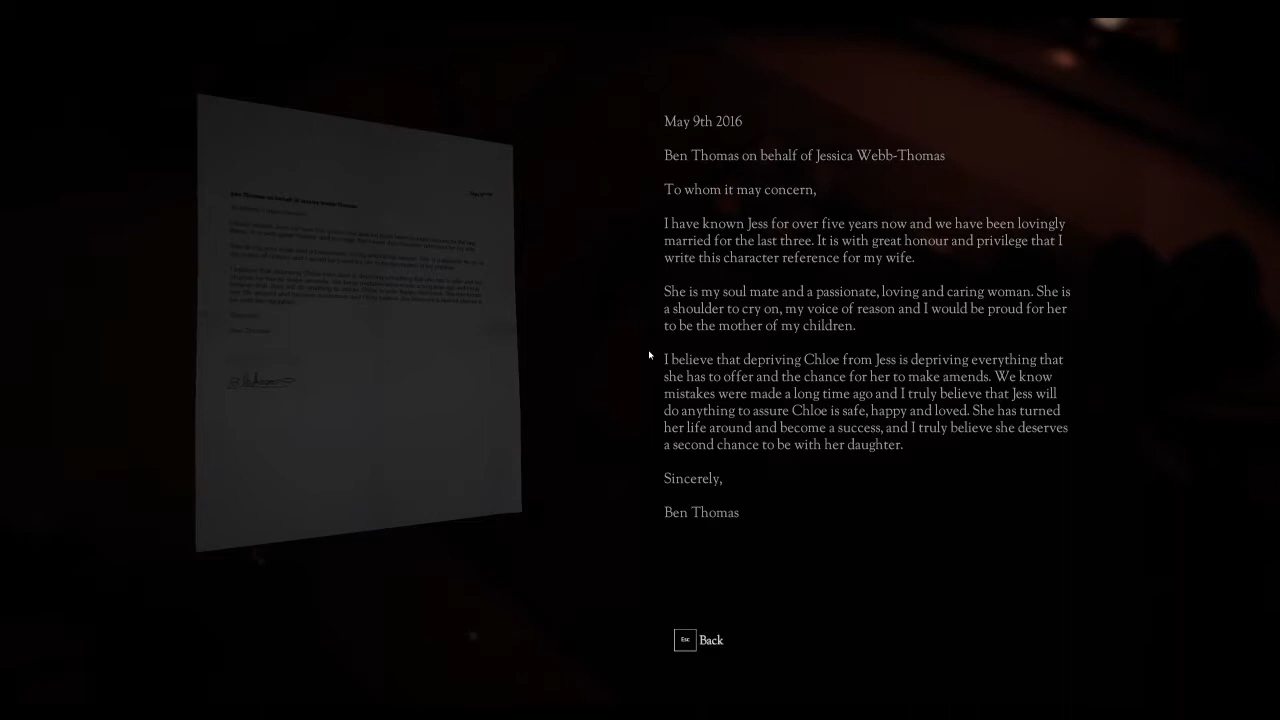 May 9th 2016
Ben Thomas on behalf of Jessica Webb-Thomas
To whom it may concern,
I have known Jess for over five years now and we have been lovingly
married for the last three. It is with great honour and privilege that I
write this character reference for my wife.
She is my soul mate and a passionate, loving and caring woman. She is
a shoulder to cry on, my voice of reason and I would be proud for her
to be the mother of my children.
I believe that depriving Chloe from Jess is depriving everything that
she has to offer and the chance for her to make amends. We know
mistakes were made a long time ago and I truly believe that Jess will
do anything to assure Chloe is safe, happy and loved. She has turned
her life around and become a success, and I truly believe she deserves
a second chance to be with her daughter.
Sincerely,
Ben Thomas
Esc Back